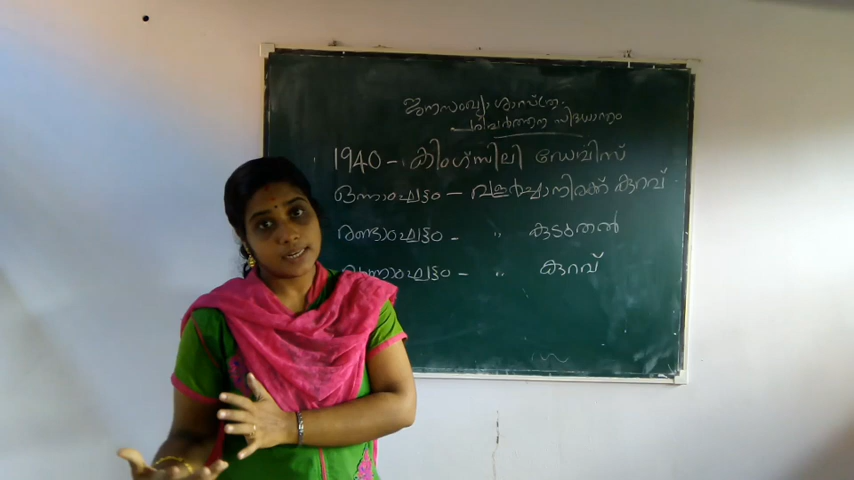 ജനസംഖ്യാശാസ്ത്ര
പരിവർത്തന സിദ്ധാന്തം
1940 - കിംഗ്സിലി ഡേവിസ്
ഒന്നാംഘട്ടം - വളർച്ചാനിരക്ക് കുറവ്
രണ്ടാംഘട്ടം - " കൂടുതൽ
മൂന്നാംഘട്ടം - " കുറവ്